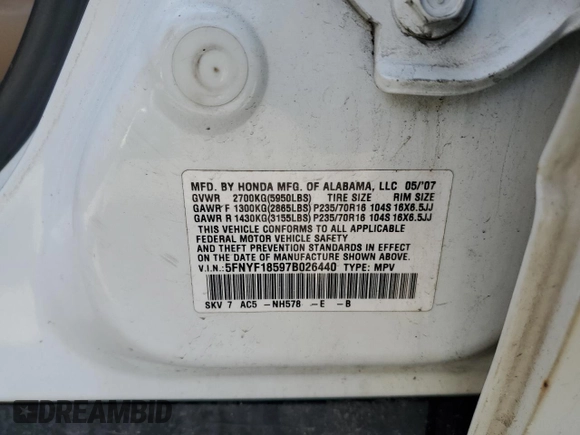 MFD. BY HONDA MFG. OF ALABAMA, LLC 05/'07
GVWR 2700KG(5950LBS) TIRE SIZE RIM SIZE
GAWR F 1300KG(2865LBS) P235/70R16 104S 16X6.5JJ
GAWR R 1430KG(3155LBS) P235/70R16 104S 16X6.5JJ
THIS VEHICLE CONFORMS TO ALL APPLICABLE
FEDERAL MOTOR VEHICLE SAFETY
AND THEFT PREVENTION STANDARDS IN EFFECT
ON THE DATE OF MANUFACTURE SHOWN ABOVE.
V.I.N.:5FNYF18597B026440 TYPE: MPV
SKV 7 AC5 -NH578 -E -B
DREAMBID